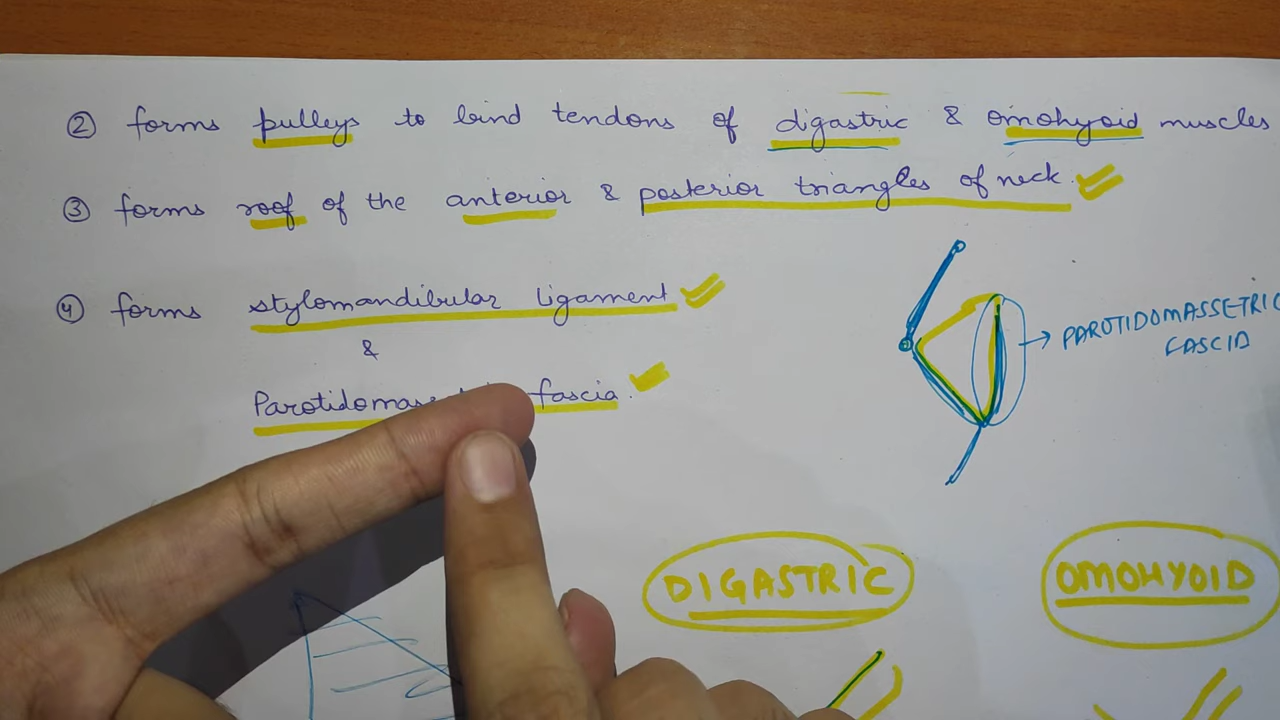 ② forms pulleys to bind tendons of digastric & omohyoid muscles
③ forms roof of the anterior & posterior triangles of neck.
④ forms stylomandibular ligament
&
fascia.
PAROTIDOMASSETRIC
FASCIA
DIGASTRIC
OMOHYOID